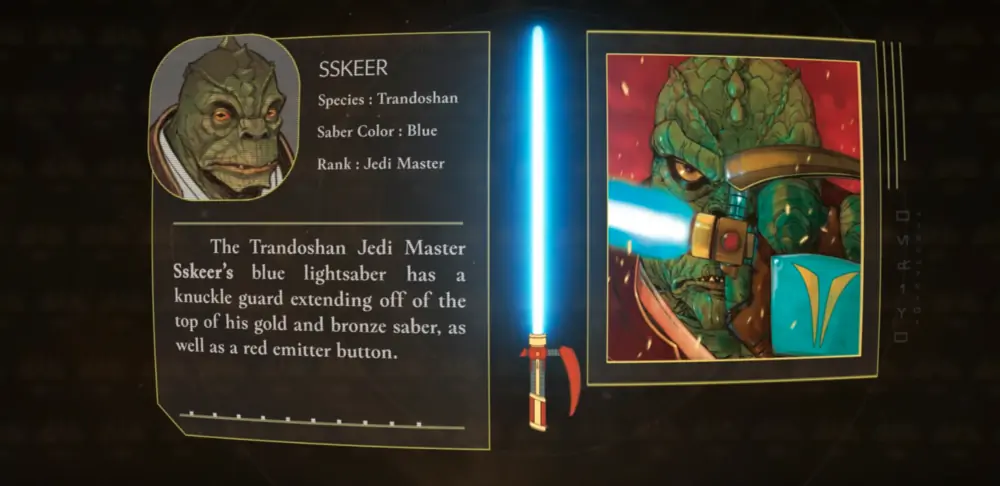 SSKEER
Species : Trandoshan
Saber Color : Blue
Rank : Jedi Master
The Trandoshan Jedi Master
Sskeer's blue lightsaber has a
knuckle guard extending off of the
top of his gold and bronze saber, as
well as a red emitter button.